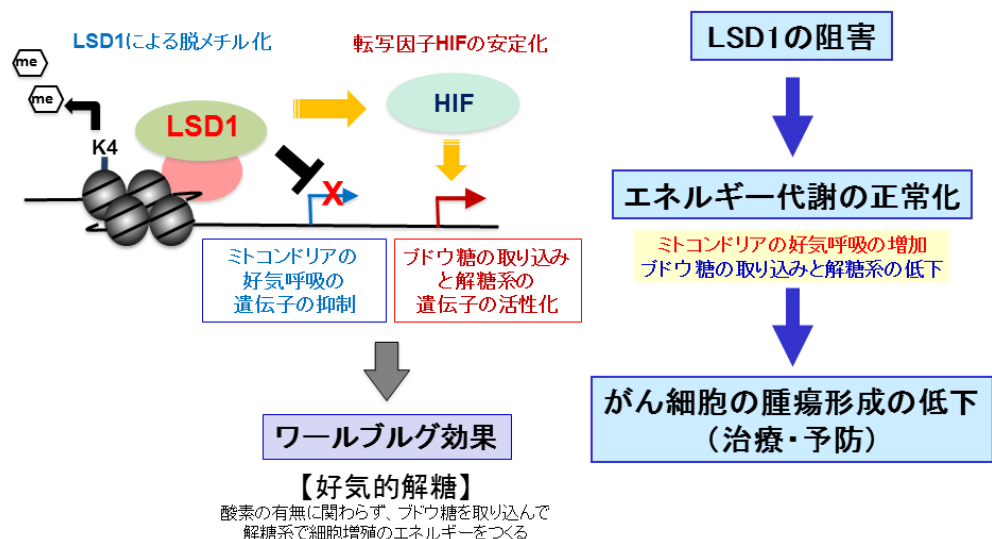 LSD1による脱メチル化
転写因子HIFの安定化
me
me
K4
LSD1
HIF
X
ミトコンドリアの
好気呼吸の
遺伝子の抑制
ブドウ糖の取り込み
と解糖系の
遺伝子の活性化
ワールブルグ効果
【好気的解糖】
酸素の有無に関わらず、ブドウ糖を取り込んで
解糖系で細胞増殖のエネルギーをつくる
LSD1の阻害
エネルギー代謝の正常化
ミトコンドリアの好気呼吸の増加
ブドウ糖の取り込みと解糖系の低下
がん細胞の腫瘍形成の低下
（治療・予防）